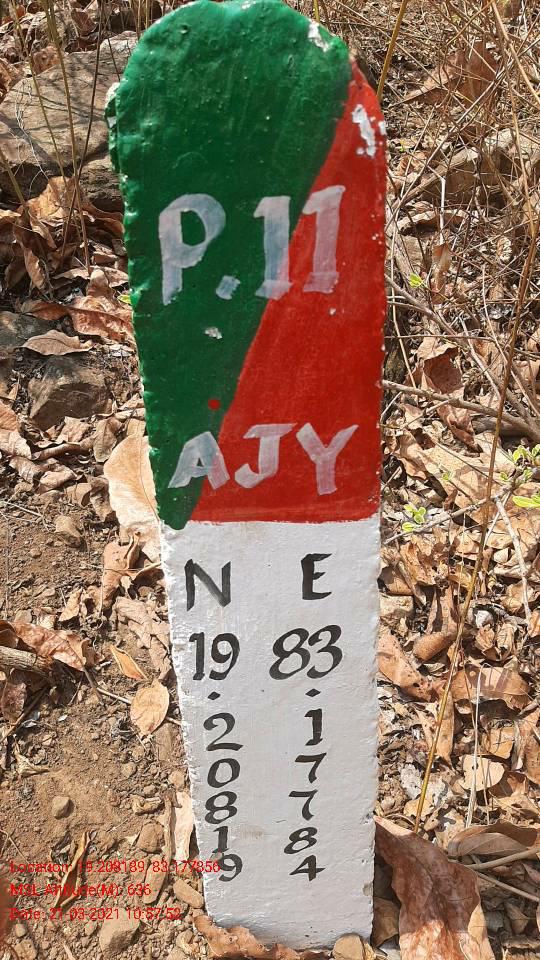 P.11
AJY
N E
19 83
. .
2 1
0 7
8 7
1 8
9 4
Location: 19.208189, 83.177856
MSL Altitude(M): 636
Date: 21-03-2021 10:57:52